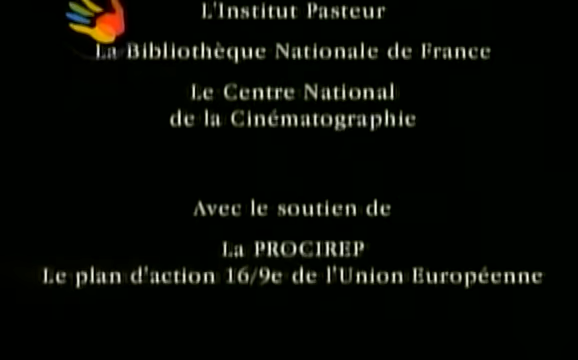 L'Institut Pasteur
La Bibliothèque Nationale de France
Le Centre National
de la Cinématographie
Avec le soutien de
La PROCIREP
Le plan d'action 16/9e de l'Union Européenne